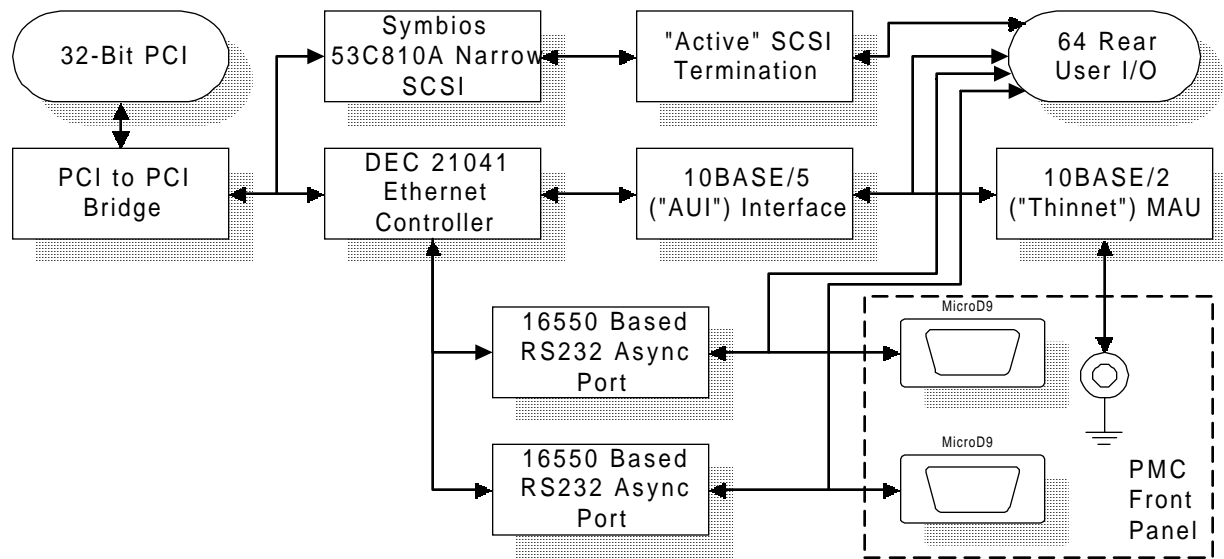 32-Bit PCI
Symbios
53C810A Narrow
SCSI
"Active" SCSI
Termination
64 Rear
User I/O
PCI to PCI
Bridge
DEC 21041
Ethernet
Controller
10BASE/5
("AUI") Interface
10BASE/2
("Thinnet") MAU
16550 Based
RS232 Async
Port
MicroD9
16550 Based
RS232 Async
Port
MicroD9
PMC
Front
Panel